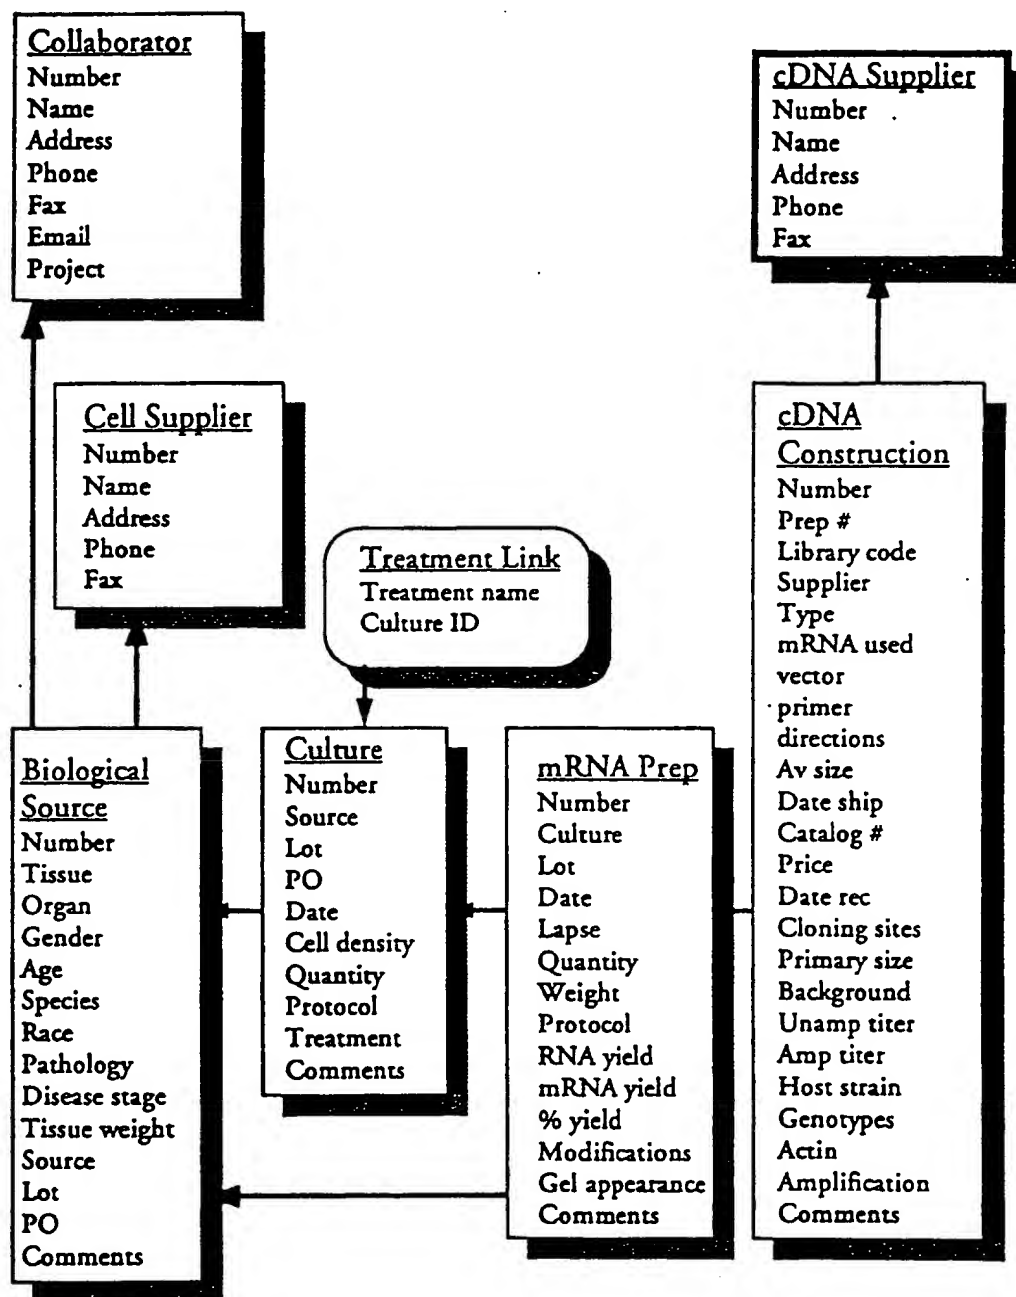 Collaborator
Number
Name
Address
Phone
Fax
Email
Project
cDNA Supplier
Number
Name
Address
Phone
Fax
Cell Supplier
Number
Name
Address
Phone
Fax
Treatment Link
Treatment name
Culture ID
Biological
Source
Number
Tissue
Organ
Gender
Age
Species
Race
Pathology
Disease stage
Tissue weight
Source
Lot
PO
Comments
Culture
Number
Source
Lot
PO
Date
Cell density
Quantity
Protocol
Treatment
Comments
mRNA Prep
Number
Culture
Lot
Date
Lapse
Quantity
Weight
Protocol
RNA yield
mRNA yield
% yield
Modifications
Gel appearance
Comments
cDNA
Construction
Number
Prep #
Library code
Supplier
Type
mRNA used
vector
primer
directions
Av size
Date ship
Catalog #
Price
Date rec
Cloning sites
Primary size
Background
Unamp titer
Amp titer
Host strain
Genotypes
Actin
Amplification
Comments